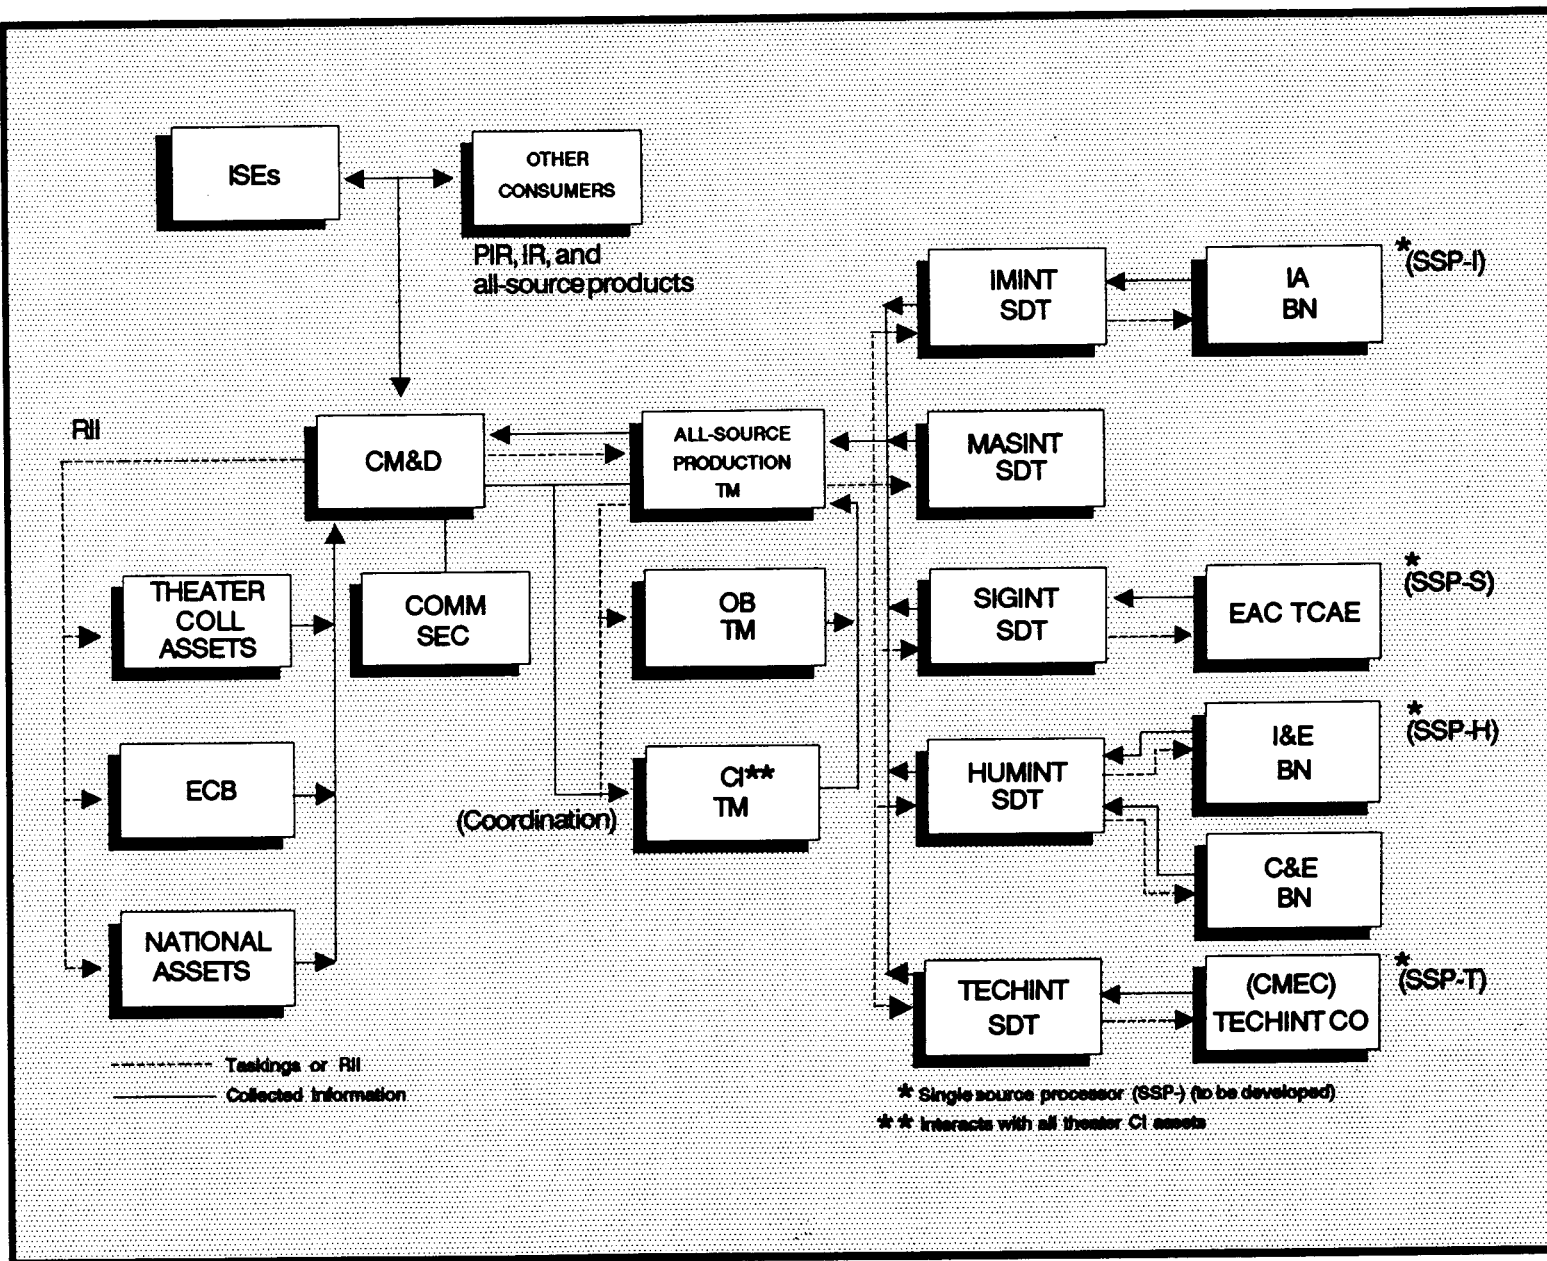 ISEs
OTHER
CONSUMERS
PIR, IR, and
all-source products
IMINT
SDT
IA
BN
*
(SSP-I)
RII
CM&D
ALL-SOURCE
PRODUCTION
TM
MASINT
SDT
THEATER
COLL
ASSETS
COMM
SEC
OB
TM
SIGINT
SDT
EAC TCAE
*
(SSP-S)
ECB
(Coordination)
CI**
TM
HUMINT
SDT
I&E
BN
*
(SSP-H)
C&E
BN
NATIONAL
ASSETS
TECHINT
SDT
(CMEC)
TECHINT CO
*
(SSP-T)
Taskings or RII
Collected Information
* Single source processor (SSP-) (to be developed)
** Interacts with all theater CI assets